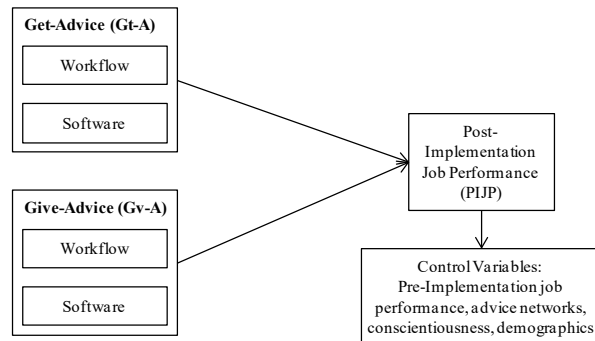 Get-Advice (Gt-A)
Workflow
Software
Give-Advice (Gv-A)
Workflow
Software
Post-
Implementation
Job Performance
(PIJP)
Control Variables:
Pre-Implementation job
performance, advice networks,
conscientiousness, demographics